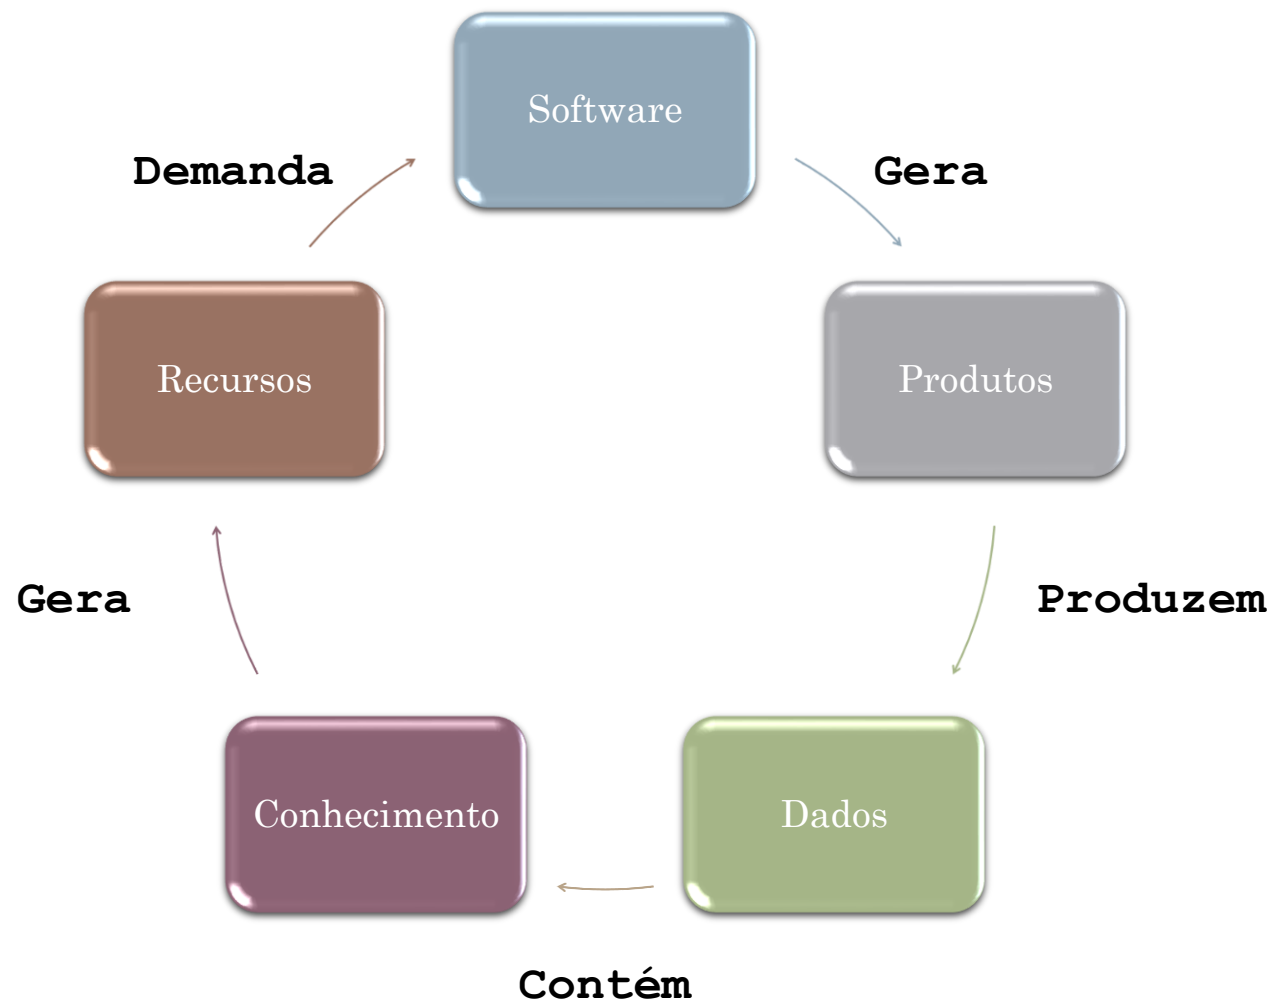 Software
Demanda
Gera
Recursos
Produtos
Gera
Produzem
Conhecimento
Dados
Contém